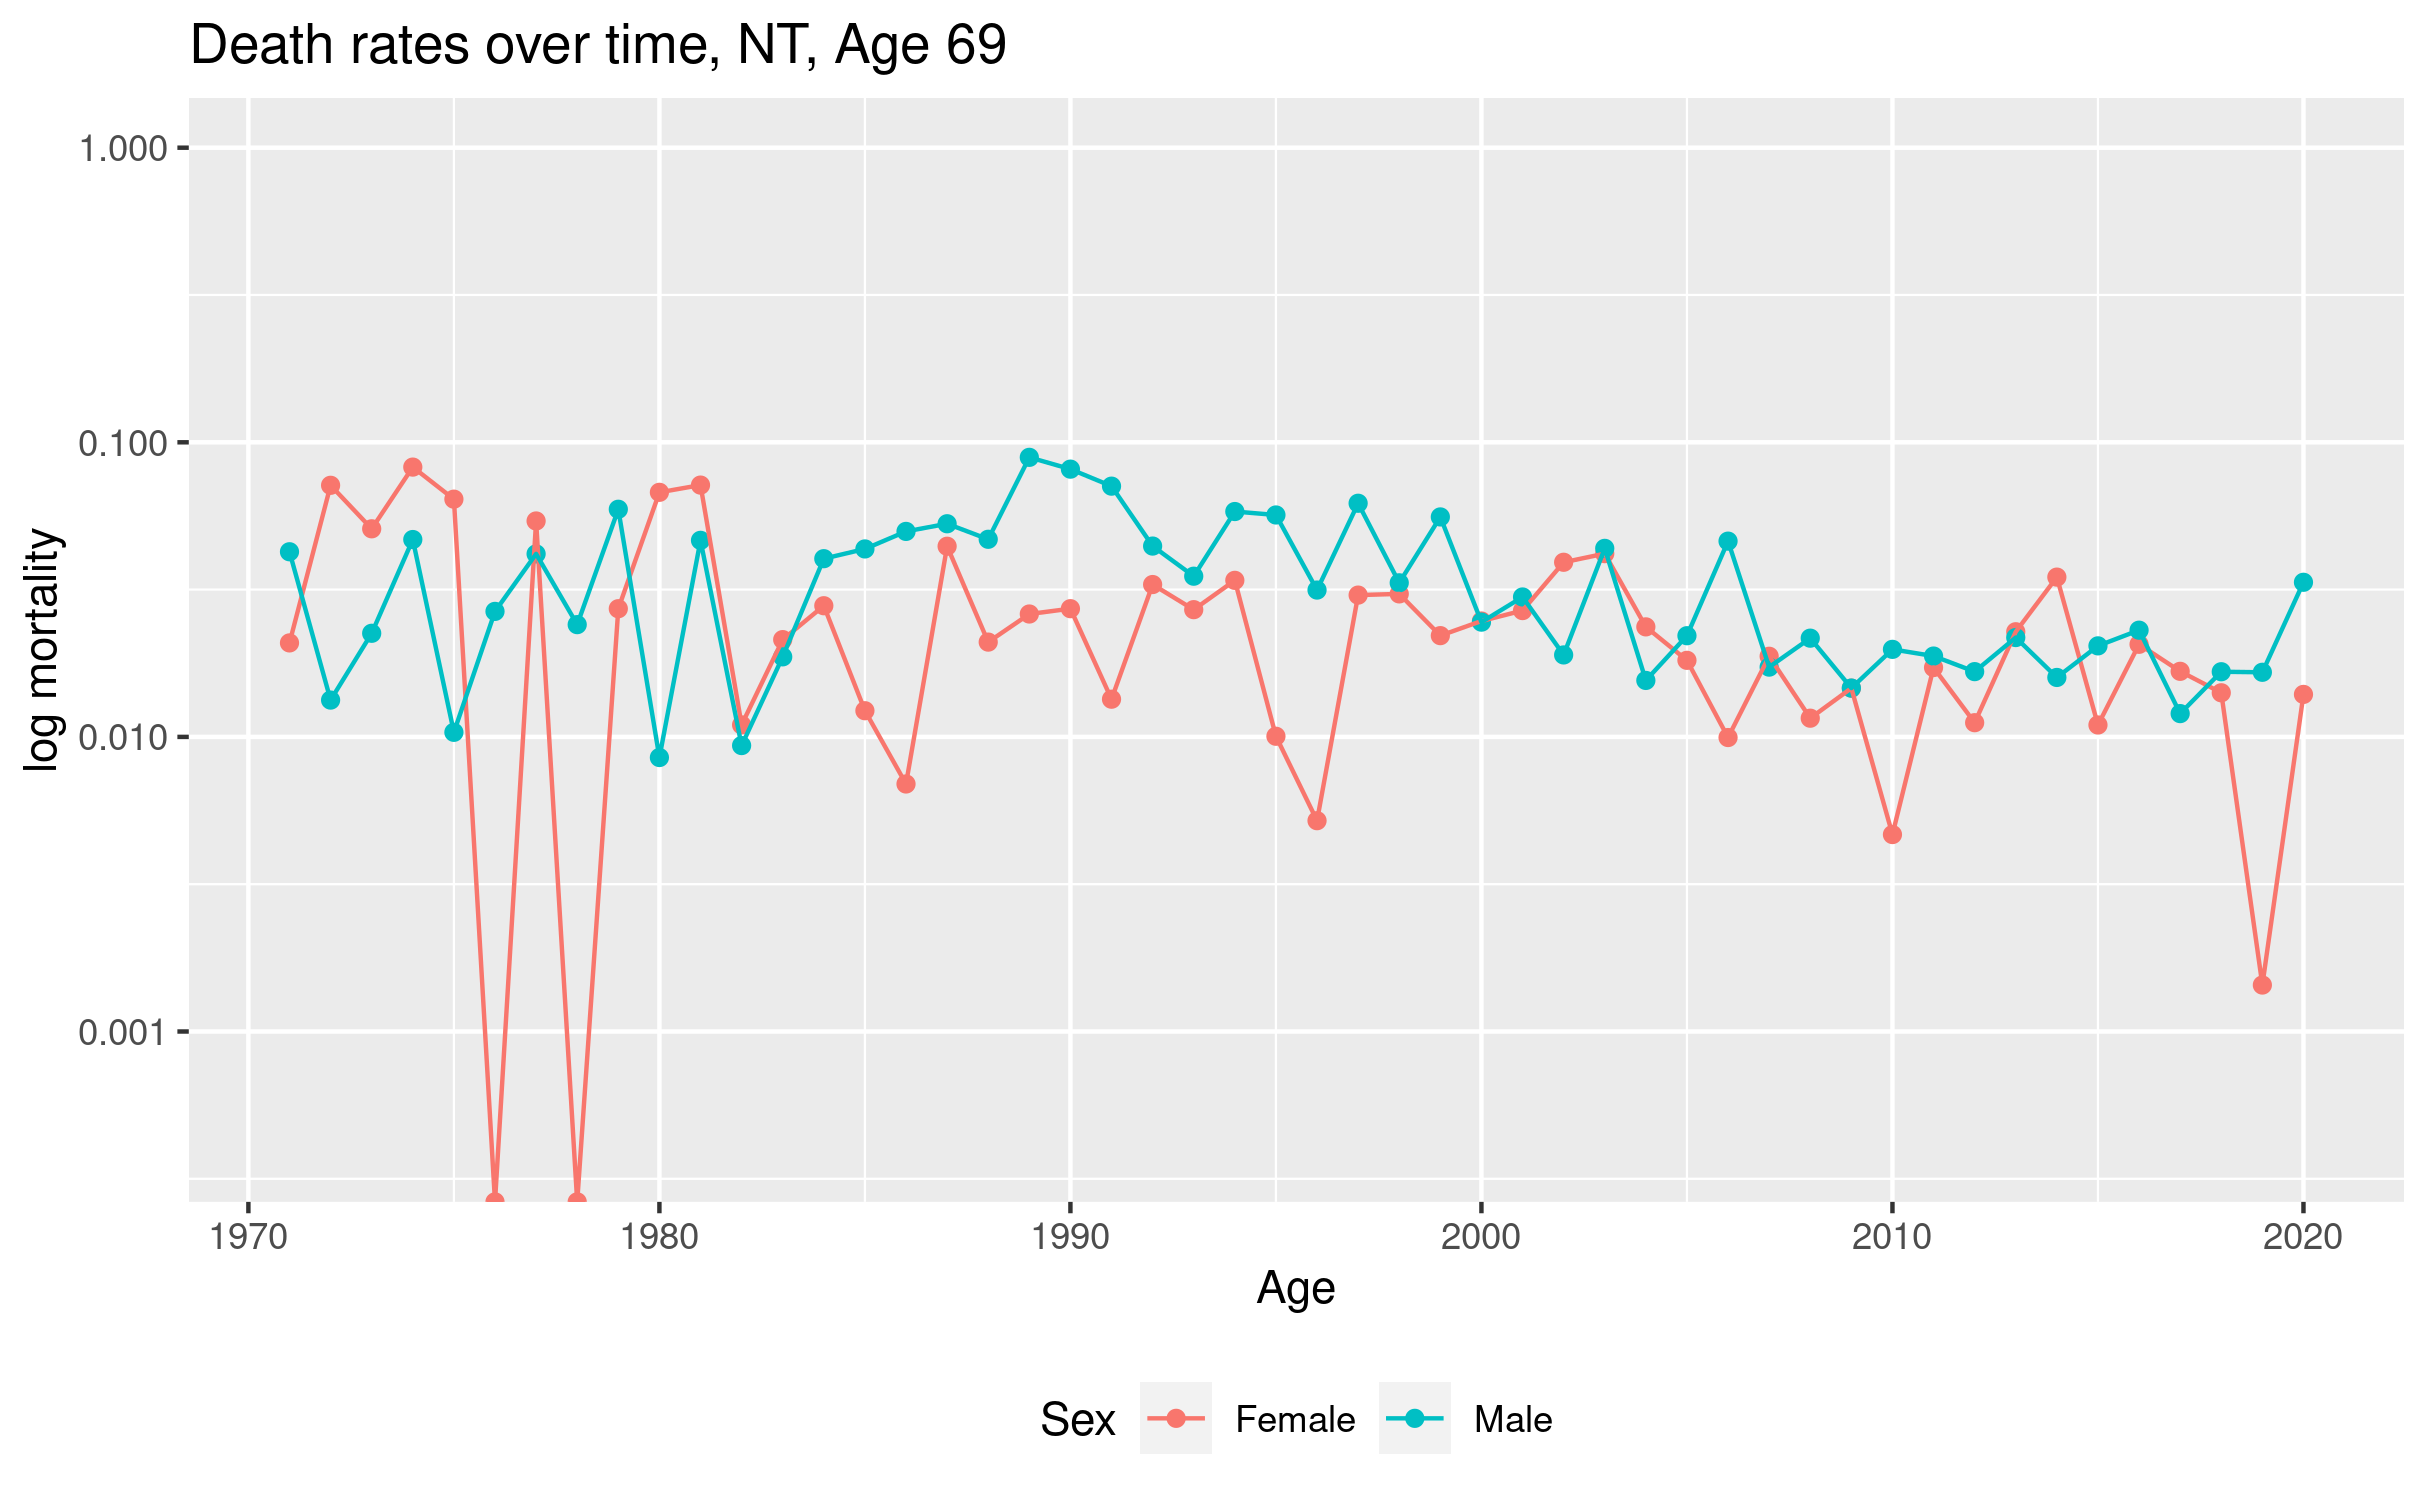 Death rates over time, NT, Age 69
1.000
0.100
0.010
0.001
log mortality
1970 1980 1990 2000 2010 2020
Age
Sex Female Male